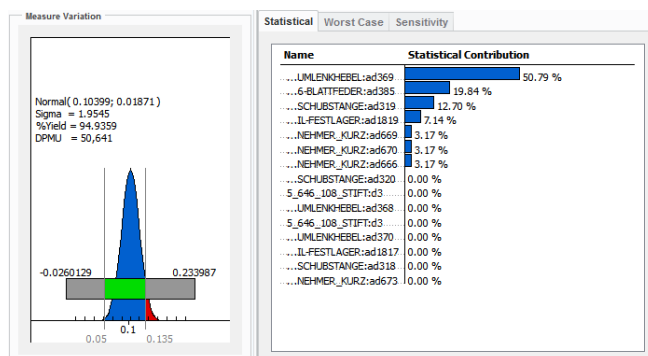 Measure Variation
Normal( 0.10399; 0.01871)
Sigma = 1.9545
%Yield = 94.9359
DPMU = 50,641
-0.0260129
0.233987
0.1
0.05
0.135
Statistical
Worst Case
Sensitivity
Name Statistical Contribution
...UMLENKHEBEL:ad369 50.79 %
...6-BLATTFEDER:ad385 19.84 %
...SCHUBSTANGE:ad319 12.70 %
...IL-FESTLAGER:ad1819 7.14 %
...NEHMER_KURZ:ad669 3.17 %
...NEHMER_KURZ:ad670 3.17 %
...NEHMER_KURZ:ad666 3.17 %
...SCHUBSTANGE:ad320 0.00 %
5_646_108_STIFT:d3 0.00 %
...UMLENKHEBEL:ad368 0.00 %
5_646_108_STIFT:d3 0.00 %
...UMLENKHEBEL:ad370 0.00 %
...IL-FESTLAGER:ad1817 0.00 %
...SCHUBSTANGE:ad318 0.00 %
...NEHMER_KURZ:ad673 0.00 %